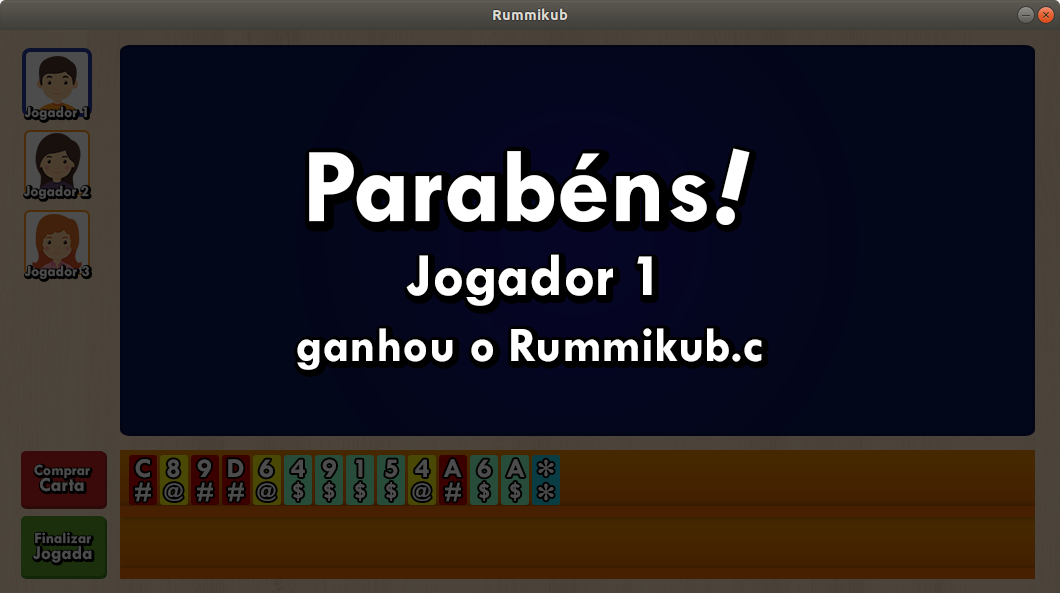 Rummikub
Jogador 1
Jogador 2
Jogador 3
Parabéns!
Jogador 1
ganhou o Rummikub.c
Comprar
Carta
Finalizar
Jogada
C 8 9 D 6 4 9 1 5 4 A 6 A *
# @ # # @ $ $ $ $ @ # $ $ *